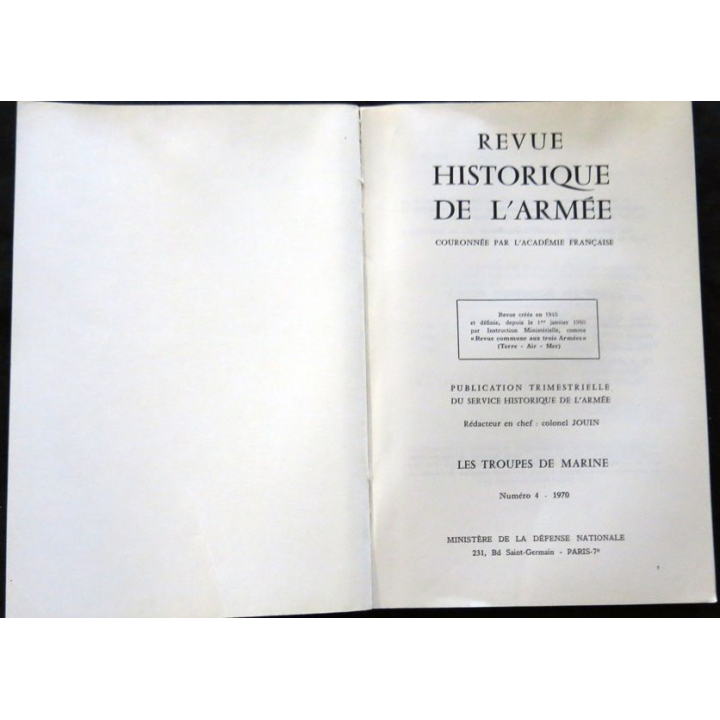 REVUE
HISTORIQUE
DE L'ARMÉE
COURONNÉE PAR L'ACADÉMIE FRANÇAISE
Revue créée en 1945
et définie, depuis le 1er janvier 1960
par Instruction Ministérielle, comme
«Revue commune aux trois Armées»
(Terre - Air - Mer)
PUBLICATION TRIMESTRIELLE
DU SERVICE HISTORIQUE DE L'ARMÉE
Rédacteur en chef : colonel JOUIN
LES TROUPES DE MARINE
Numéro 4 - 1970
MINISTÈRE DE LA DÉFENSE NATIONALE
231, Bd Saint-Germain - PARIS-7e